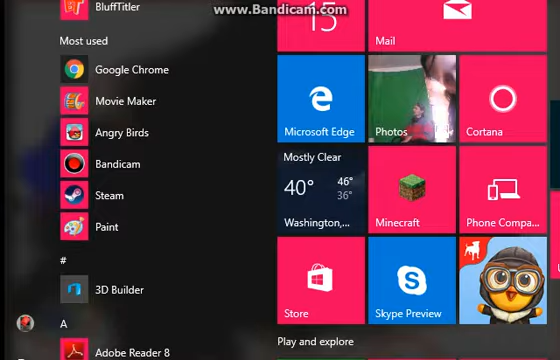 www.Bandicam.com
BluffTitler
15
Mail
Most used
Google Chrome
Movie Maker
Angry Birds
Bandicam
Steam
Paint
#
3D Builder
A
Adobe Reader 8
Microsoft Edge
Photos
Cortana
Mostly Clear
40° 46° 36°
Washington,...
Minecraft
Phone Compa...
Store
Skype Preview
Play and explore